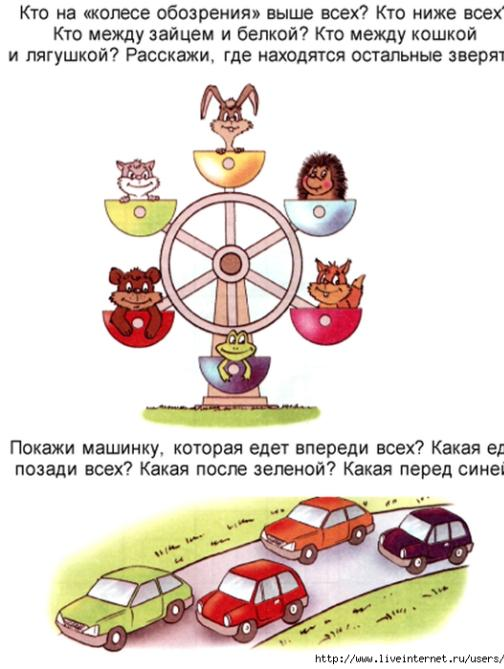 Кто на «колесе обозрения» выше всех? Кто ниже всех?
Кто между зайцем и белкой? Кто между кошкой
и лягушкой? Расскажи, где находятся остальные зверят
Покажи машинку, которая едет впереди всех? Какая ед
позади всех? Какая после зеленой? Какая перед синей
http://www.liveinternet.ru/users/